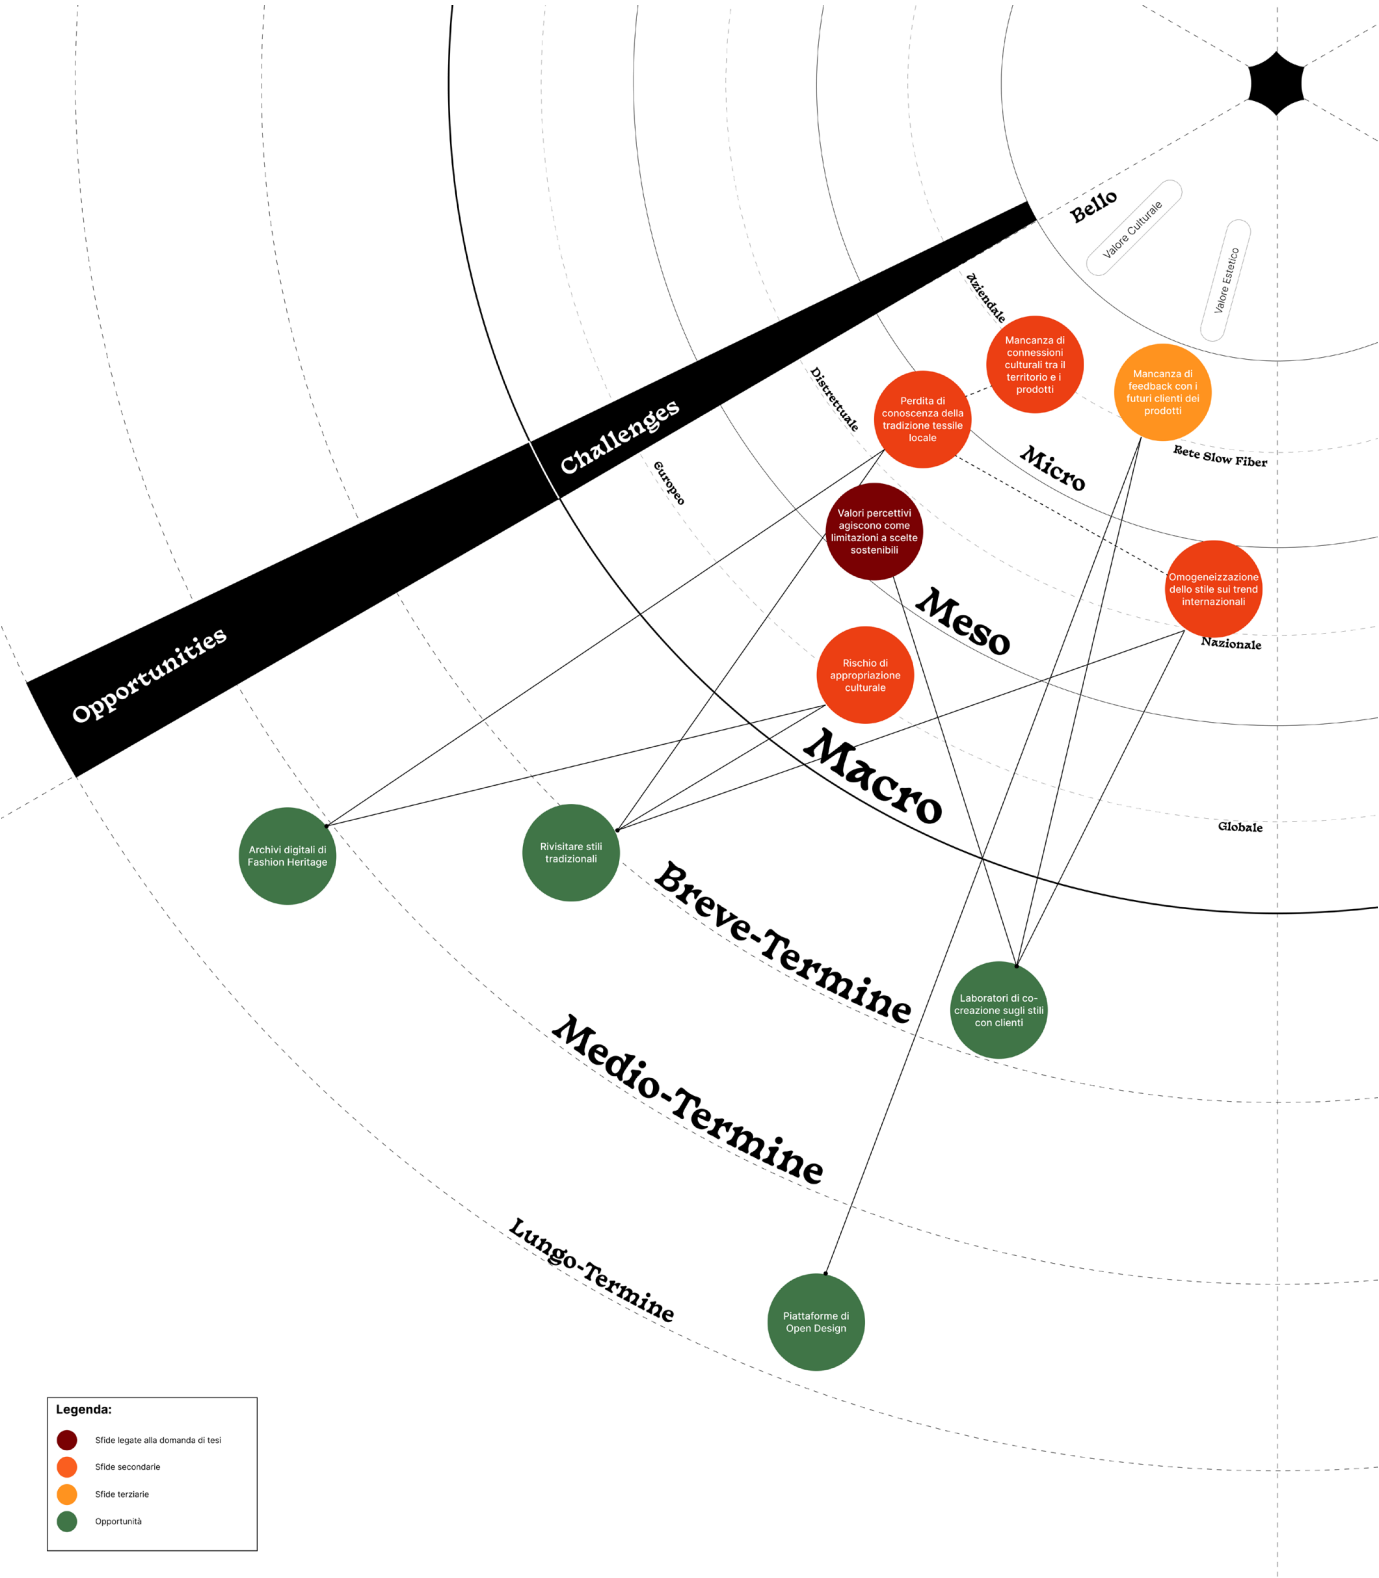 Bello
Valore Culturale
Valore Estetico
Aziendale
Mancanza di
connessioni
culturali tra il
territorio e i
prodotti
Mancanza di
feedback con i
futuri clienti dei
prodotti
Distrettuale
Perdita di
conoscenza della
tradizione tessile
locale
Challenges
Micro
Rete Slow Fiber
Europeo
Valori percettivi
agiscono come
limitazioni a scelte
sostenibili
Omogeneizzazione
dello stile sui trend
internazionali
Meso
Nazionale
Opportunities
Rischio di
appropriazione
culturale
Macro
Globale
Archivi digitali di
Fashion Heritage
Rivisitare stili
tradizionali
Breve-Termine
Laboratori di co-
creazione sugli stili
con clienti
Medio-Termine
Lungo-Termine
Piattaforme di
Open Design
Legenda:
Sfide legate alla domanda di tesi
Sfide secondarie
Sfide terziarie
Opportunità